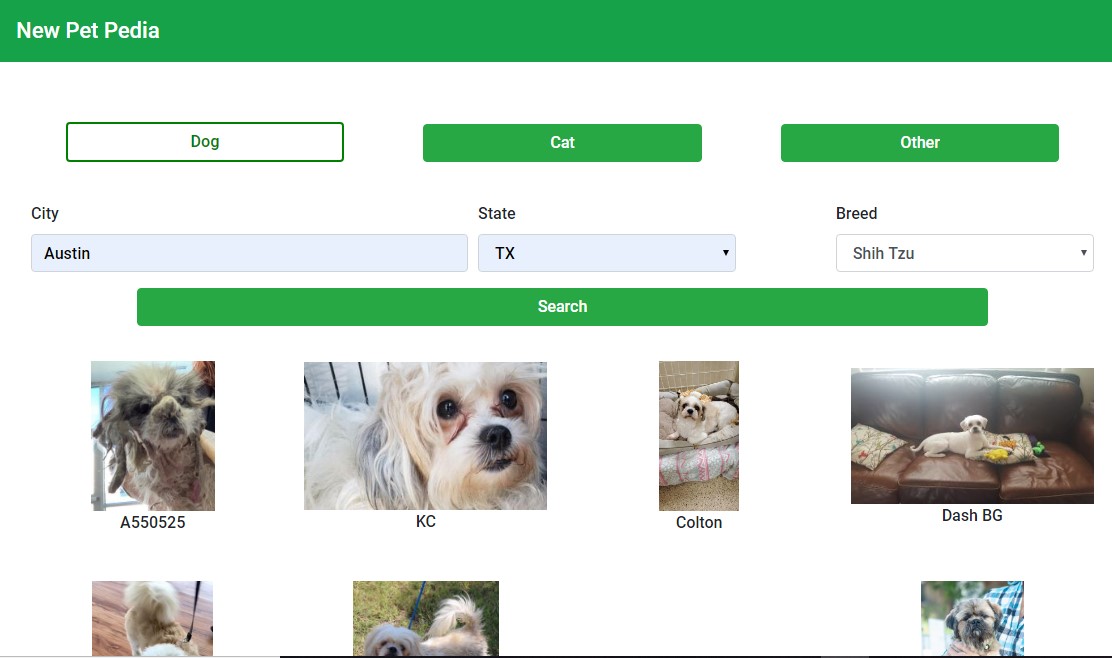 New Pet Pedia
Dog
Cat
Other
City
State
Breed
Austin
TX
Shih Tzu
Search
A550525
KC
Colton
Dash BG